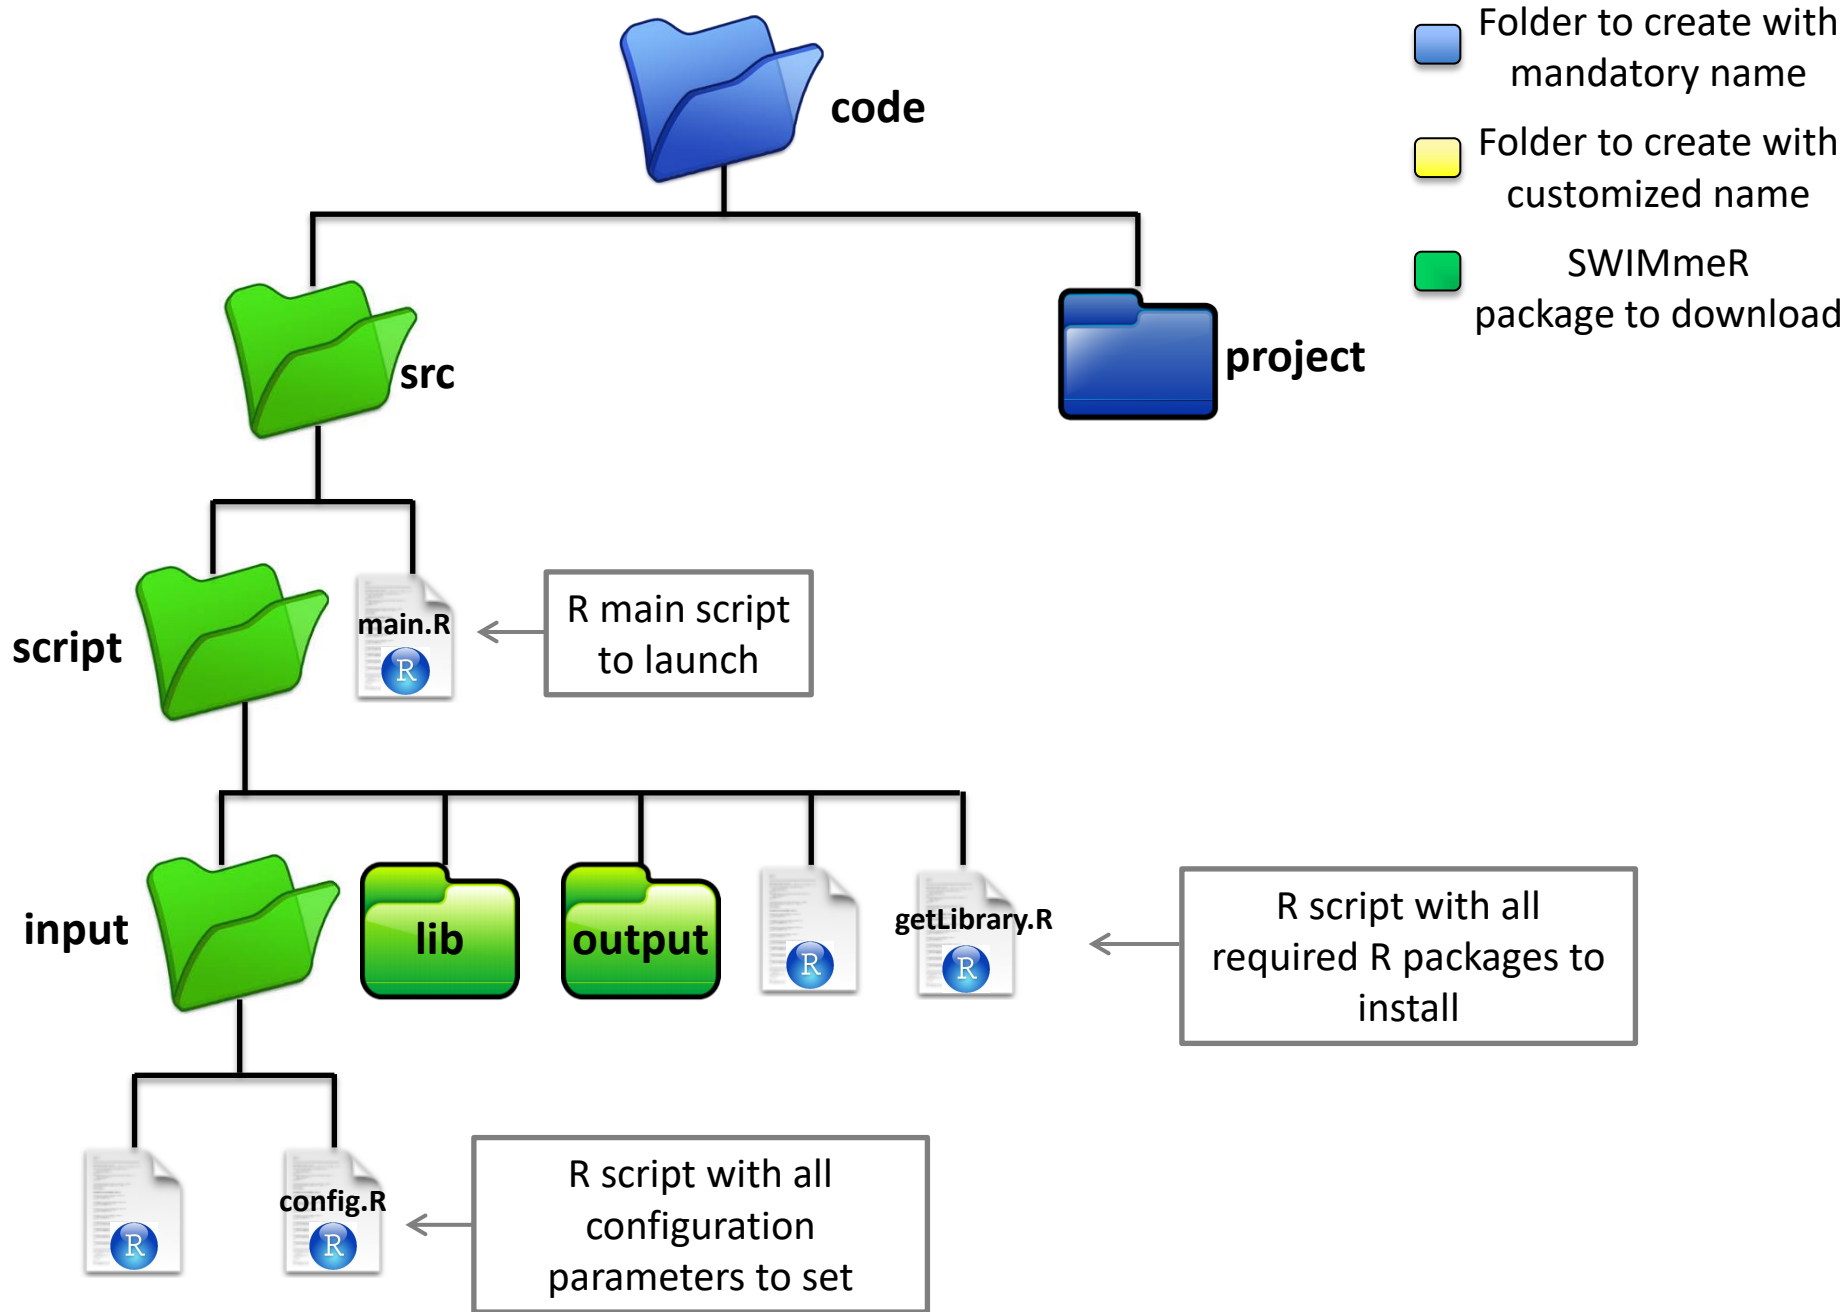 Folder to create with
mandatory name
code
Folder to create with
customized name
SWIMmeR
package to download
src
project
script
main.R
R
R main script
to launch
input
lib
output
R
getLibrary.R
R
R script with all
required R packages to
install
R
config.R
R
R script with all
configuration
parameters to set